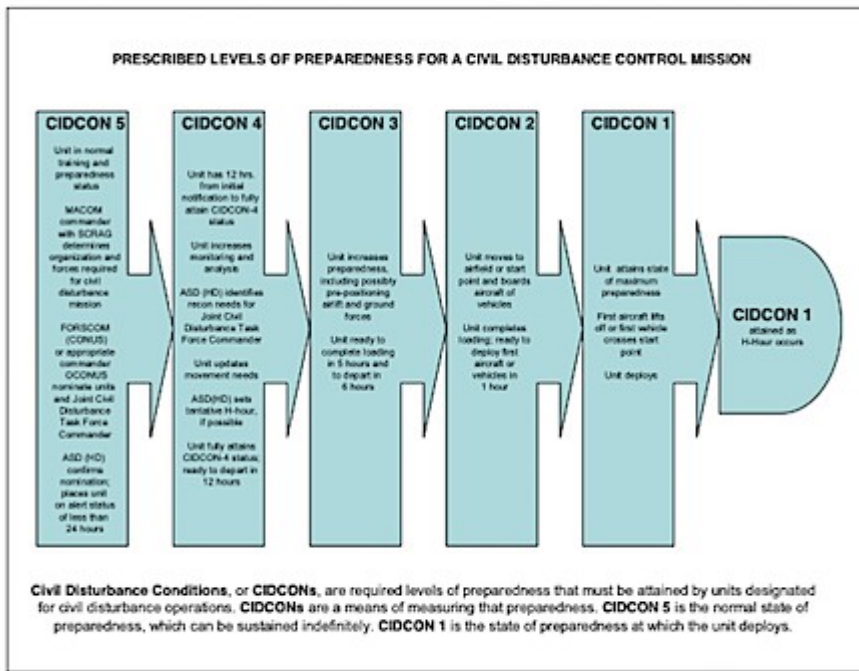 PRESCRIBED LEVELS OF PREPAREDNESS FOR A CIVIL DISTURBANCE CONTROL MISSION
CIDCON 5
Unit in normal
training and
preparedness
status
MACOM
commander
with SCRAG
determines
organization and
forces required
for civil
disturbance
mission
FORSCOM
(CONUS)
or appropriate
commander
OCONUS
nominate units
and Joint Civil
Disturbance
Task Force
Commander
ASD (HD)
confirms
nomination;
places unit
on alert status
of less than
24 hours
CIDCON 4
Unit has 12 hrs.
from initial
notification to fully
attain CIDCON-4
status
Unit increases
monitoring and
analysis
ASD (HD) identifies
recon needs for
Joint Civil
Disturbance Task
Force Commander
Unit updates
movement needs
ASD(HD) sets
tentative H-hour,
if possible
Unit fully attains
CIDCON-4 status;
ready to depart in
12 hours
CIDCON 3
Unit increases
preparedness,
including possibly
pre-positioning
airlift and ground
forces
Unit ready to
complete loading
in 5 hours and
to depart in
6 hours
CIDCON 2
Unit moves to
airfield or start
point and boards
aircraft of
vehicles
Unit completes
loading; ready to
deploy first
aircraft or
vehicles in
1 hour
CIDCON 1
Unit attains state
of maximum
preparedness
First aircraft lifts
off or first vehicle
crosses start
point
Unit deploys
CIDCON 1
attained as
H-Hour occurs
Civil Disturbance Conditions, or CIDCONs, are required levels of preparedness that must be attained by units designated
for civil disturbance operations. CIDCONs are a means of measuring that preparedness. CIDCON 5 is the normal state of
preparedness, which can be sustained indefinitely. CIDCON 1 is the state of preparedness at which the unit deploys.